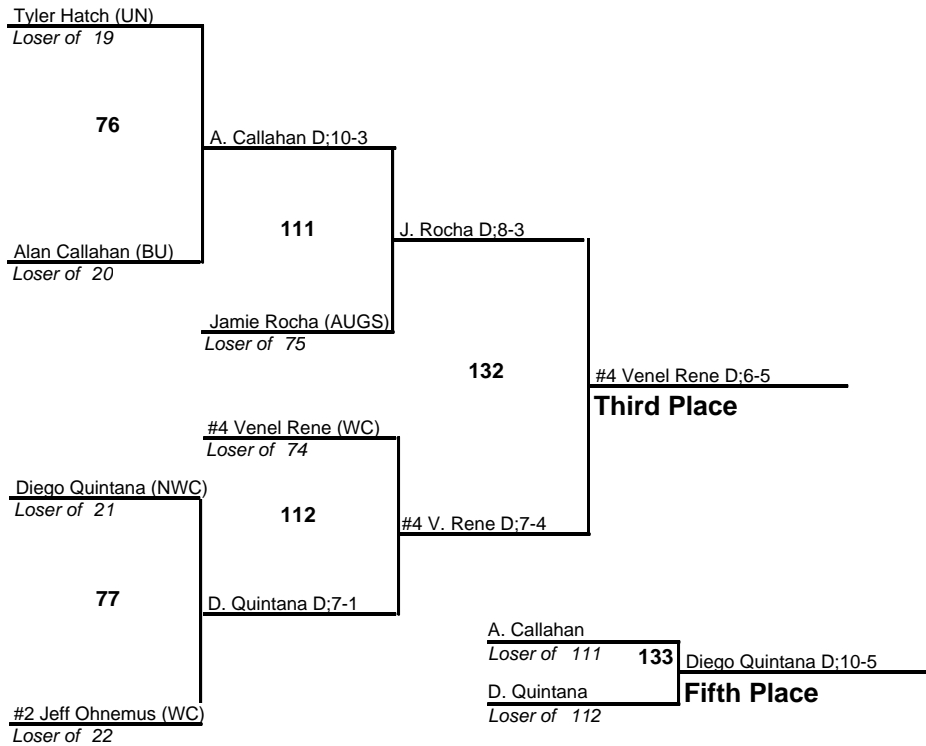 Tyler Hatch (UN)
Loser of 19
76
A. Callahan D;10-3
111
J. Rocha D;8-3
Alan Callahan (BU)
Loser of 20
Jamie Rocha (AUGS)
Loser of 75
132
#4 Venel Rene D;6-5
Third Place
#4 Venel Rene (WC)
Loser of 74
Diego Quintana (NWC)
Loser of 21
112
#4 V. Rene D;7-4
77
D. Quintana D;7-1
A. Callahan
Loser of 111
133
Diego Quintana D;10-5
Fifth Place
D. Quintana
Loser of 112
#2 Jeff Ohnemus (WC)
Loser of 22